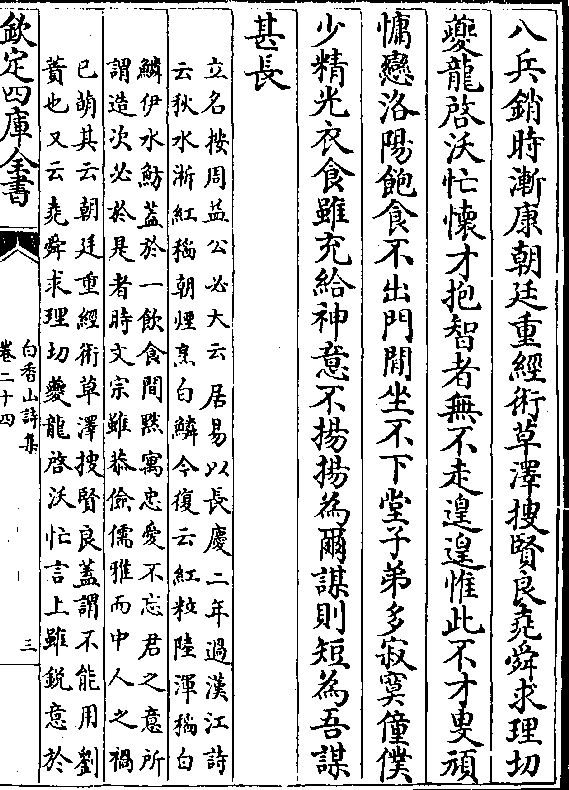 八兵銷時漸康朝廷重經術草澤搜賢良堯舜求理切
夔龍啓沃忙懷才抱智者無不走遑遑惟此不才叟頑
慵戀洛陽飽食不出門閒坐不下堂子弟多寂寞僮僕
少精光衣食雖充給神意不揚揚為爾謀則短為吾謀
甚長
立名按周益公必大云居易以長慶二年過漢江詩
云秋水淅紅稻朝煙烹白鱗今復云紅粒陸渾稻白
鱗伊水魴蓋於一飲食間黙寓忠愛不忘君之意所
謂造次必於是者時文宗雖恭儉儒雅而中人之禍
已萌其云朝廷重經術草澤搜賢良蓋謂不能用劉
蕡也又云堯舜求理切夔龍啓沃忙言上雖銳意於
欽定四庫全書
白香山詩集
卷二十四
三